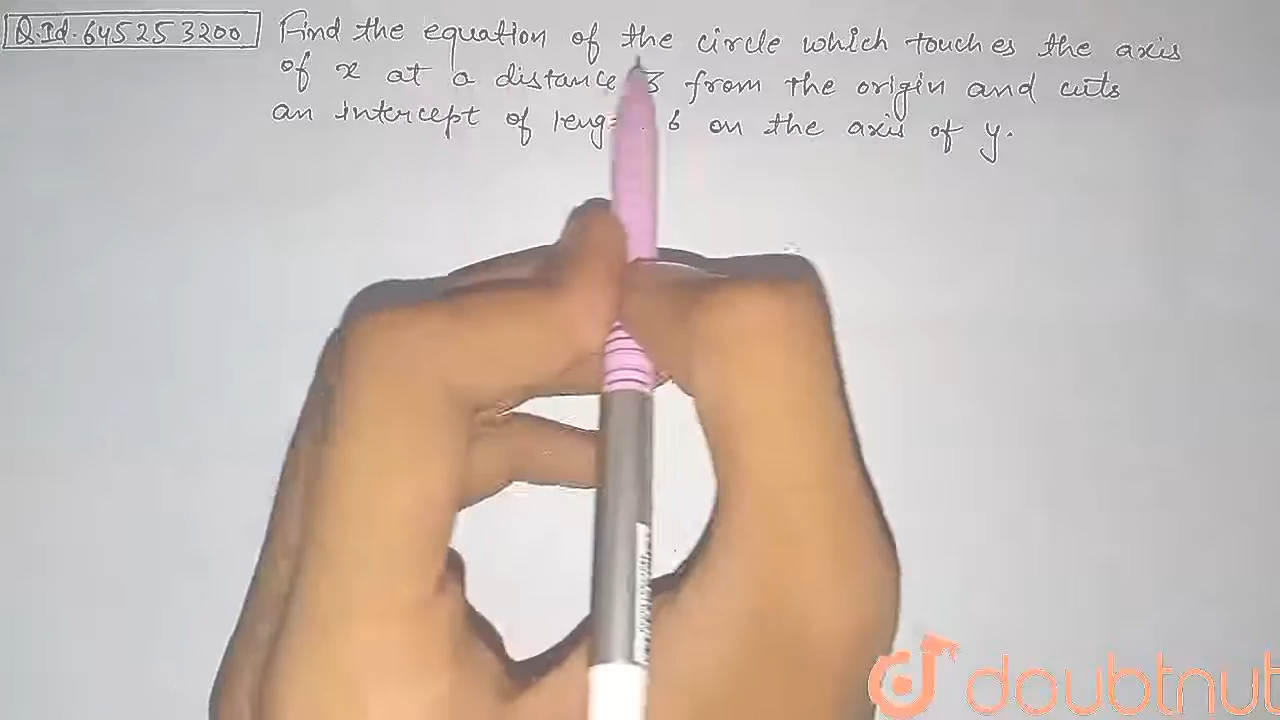 Q.Id.645253200
Find the equation of the circle which touches the axis
of x at a distance 3 from the origin and cuts
an intercept of 6 on the axis of y.
doubtnut